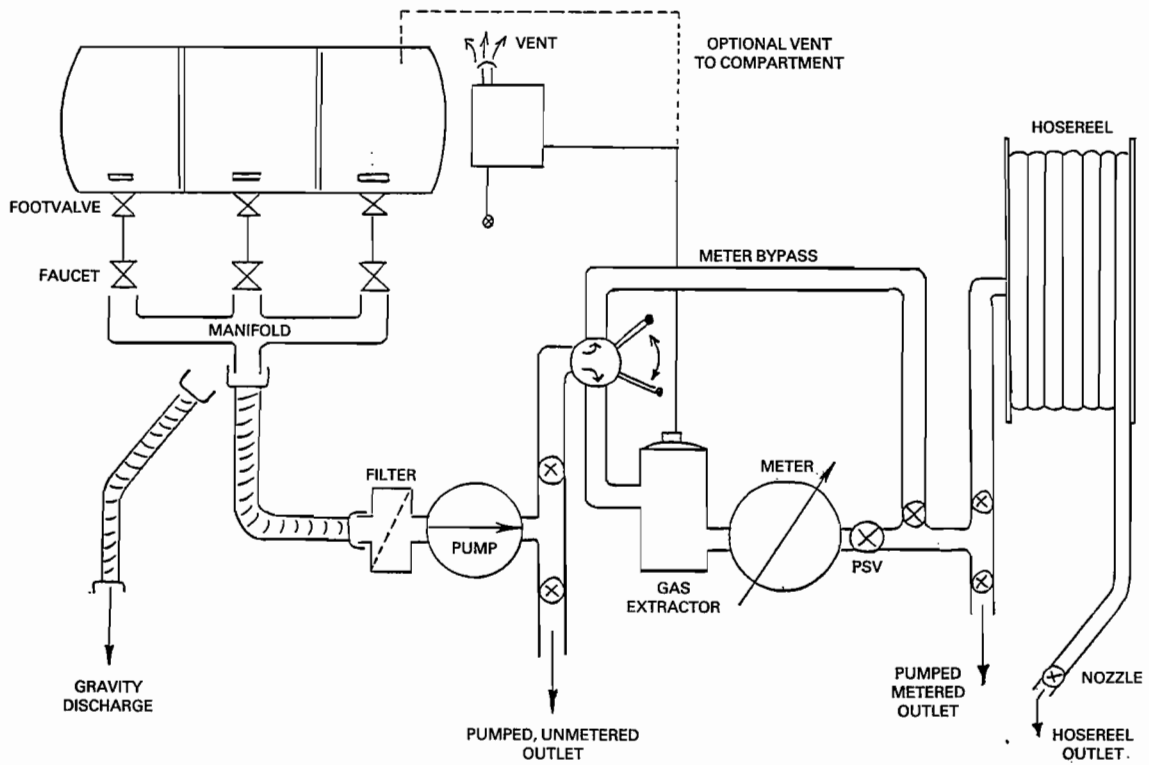 VENT
OPTIONAL VENT
TO COMPARTMENT
HOSEREEL
FOOTVALVE
FAUCET
METER BYPASS
MANIFOLD
FILTER
METER
PUMP
PSV
GAS
EXTRACTOR
GRAVITY
DISCHARGE
PUMPED, UNMETERED
OUTLET
PUMPED
METERED
OUTLET
NOZZLE
HOSEREEL
OUTLET.